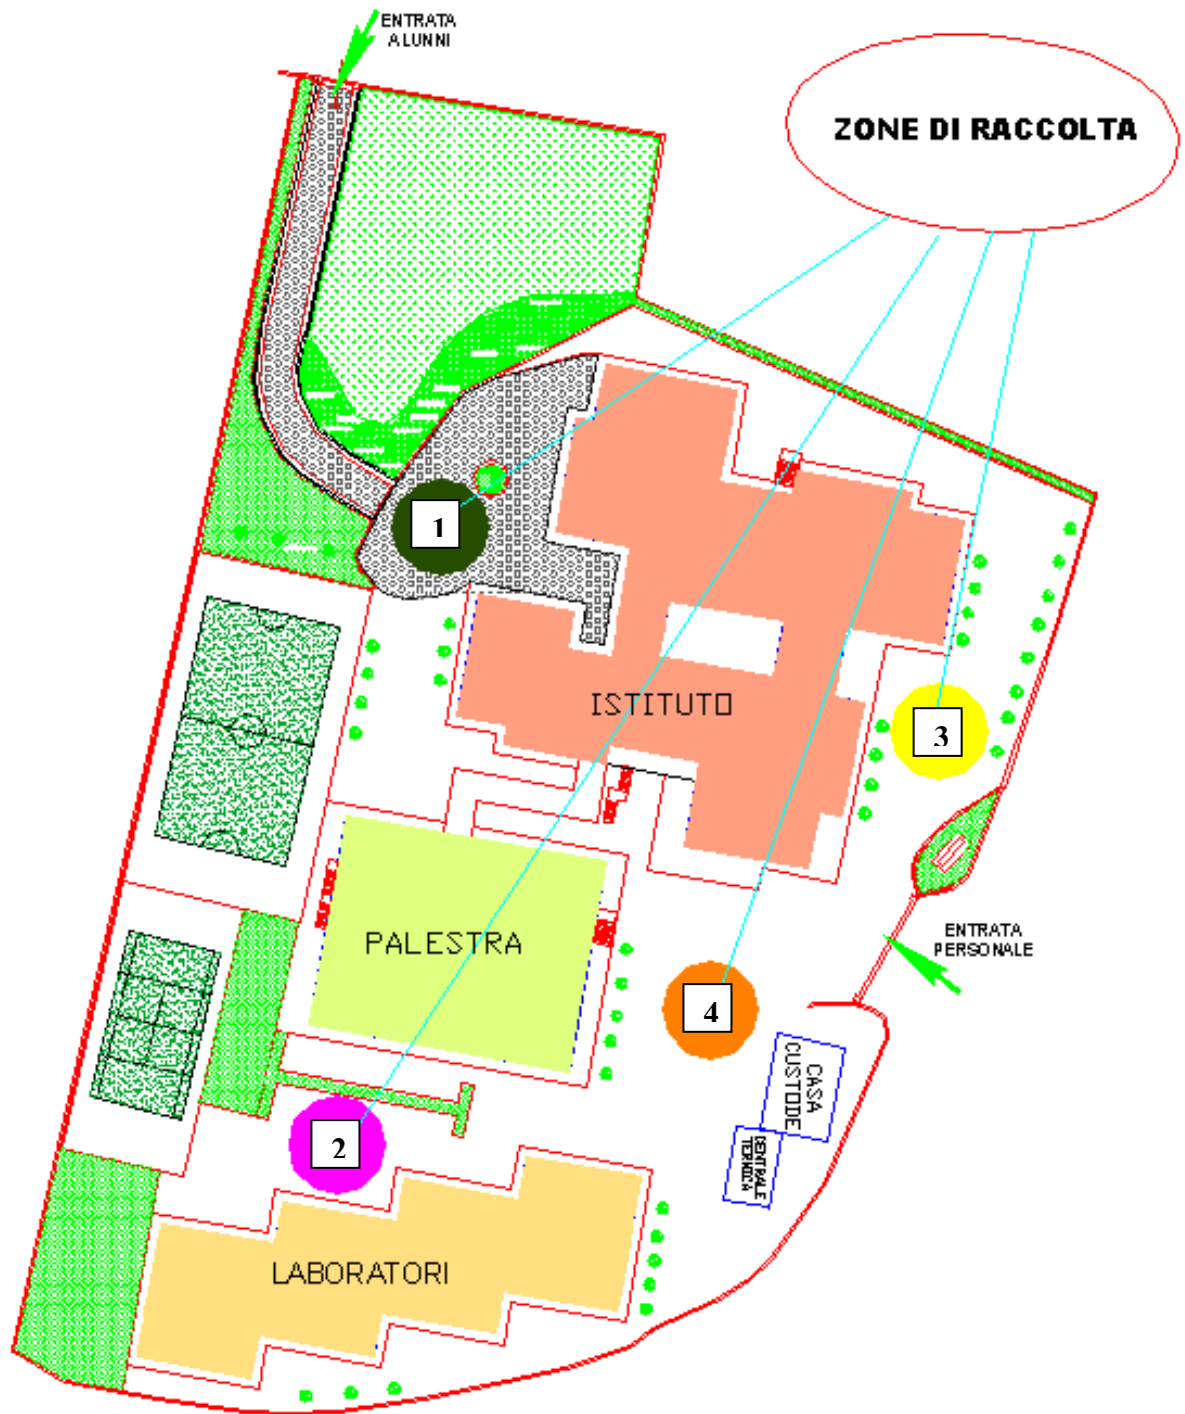 ENTRATA
ALUNNI
ZONE DI RACCOLTA
1
ISTITUTO
3
ENTRATA
PERSONALE
PALESTRA
4
CASA
CUSTODE
CENTRALE
TERMICA
2
LABORATORI